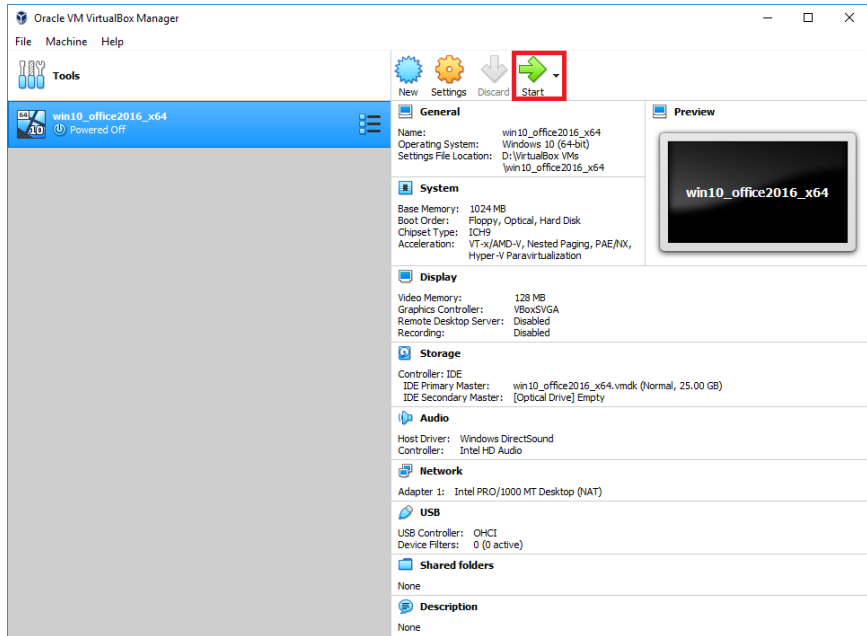 Oracle VM VirtualBox Manager
File Machine Help
Tools
New Settings Discard Start
64
10
win10_office2016_x64
Powered Off
General
Name: win10_office2016_x64
Operating System: Windows 10 (64-bit)
Settings File Location: D:\VirtualBox VMs
\win10_office2016_x64
Preview
win10_office2016_x64
System
Base Memory: 1024 MB
Boot Order: Floppy, Optical, Hard Disk
Chipset Type: ICH9
Acceleration: VT-x/AMD-V, Nested Paging, PAE/NX,
Hyper-V Paravirtualization
Display
Video Memory: 128 MB
Graphics Controller: VBoxSVGA
Remote Desktop Server: Disabled
Recording: Disabled
Storage
Controller: IDE
IDE Primary Master: win10_office2016_x64.vmdk (Normal, 25.00 GB)
IDE Secondary Master: [Optical Drive] Empty
Audio
Host Driver: Windows DirectSound
Controller: Intel HD Audio
Network
Adapter 1: Intel PRO/1000 MT Desktop (NAT)
USB
USB Controller: OHCI
Device Filters: 0 (0 active)
Shared folders
None
Description
None